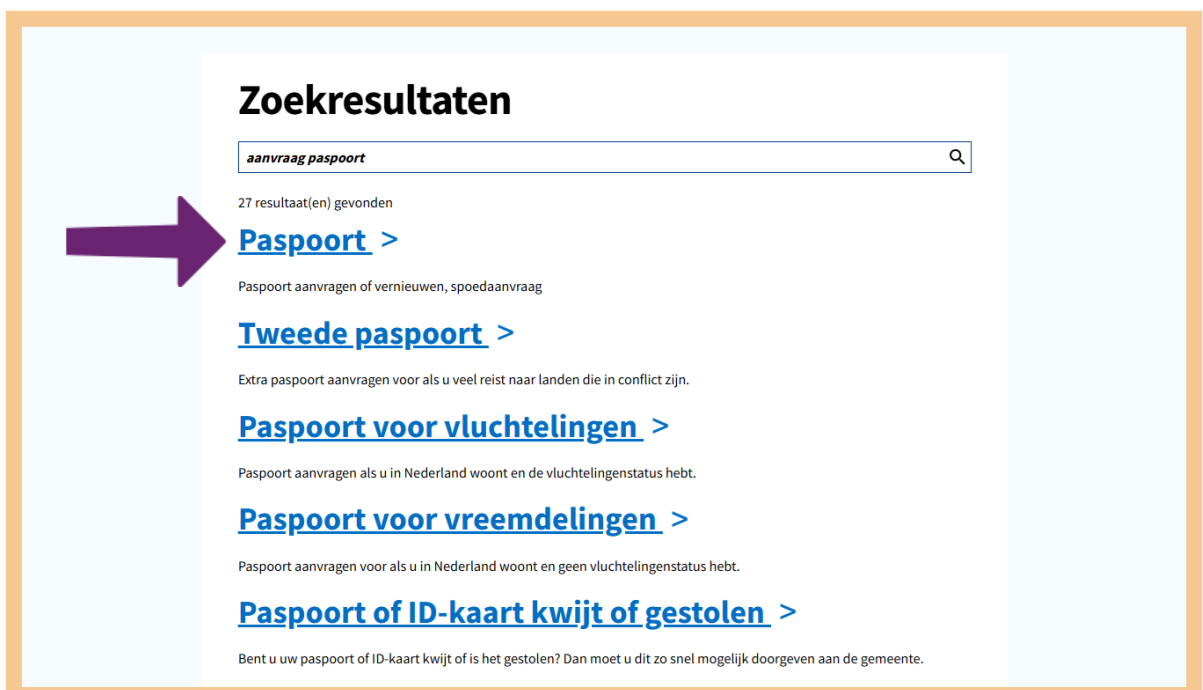 Zoekresultaten
aanvraag paspoort
27 resultaat(en) gevonden
Paspoort >
Paspoort aanvragen of vernieuwen, spoedaanvraag
Tweede paspoort >
Extra paspoort aanvragen voor als u veel reist naar landen die in conflict zijn.
Paspoort voor vluchtelingen >
Paspoort aanvragen als u in Nederland woont en de vluchtelingenstatus hebt.
Paspoort voor vreemdelingen >
Paspoort aanvragen voor als u in Nederland woont en geen vluchtelingenstatus hebt.
Paspoort of ID-kaart kwijt of gestolen >
Bent u uw paspoort of ID-kaart kwijt of is het gestolen? Dan moet u dit zo snel mogelijk doorgeven aan de gemeente.